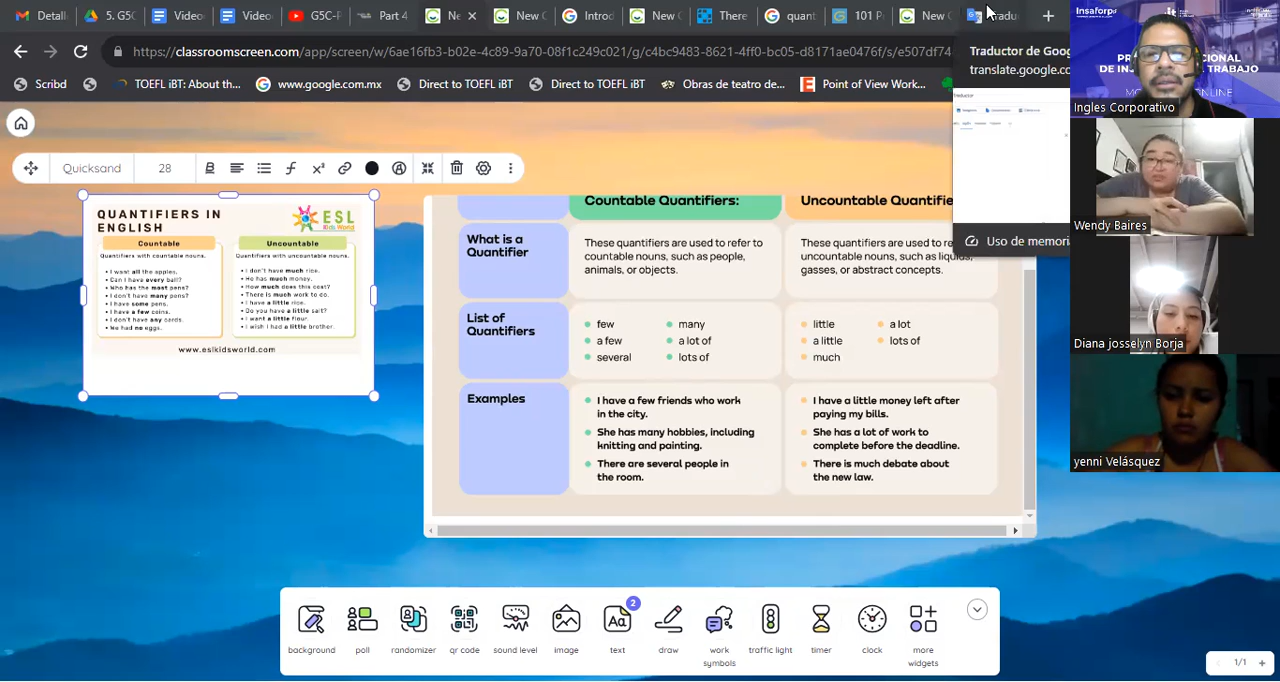 Detall
5. G5C
Video
Video
G5C-P
Part 4
Ne
New C
Introd
New C
There
quant
101 P
New C
Tradu
https://classroomscreen.com/app/screen/w/6ae16fb3-b02e-4c89-9a70-08f1c249c021/g/c4bc9483-8621-4ff0-bc05-d8171ae0476f/s/e507df74
Traductor de Goog
translate.google.co
Scribd
TOEFL iBT: About th...
www.google.com.mx
Direct to TOEFL iBT
Direct to TOEFL iBT
Obras de teatro de...
Point of View Work...
Uso de memoria
Quicksand
28
QUANTIFIERS IN
ENGLISH
ESL
Kids World
Countable
Quantifiers with countable nouns.
• I want all the apples.
• Can I have every ball?
• Who has the most pens?
• I don't have many pens?
• I have some pens.
• I have a few coins.
• I don't have any cards.
• We had no eggs.
Uncountable
Quantifiers with uncountable nouns.
• I don't have much rice.
• He has much money.
• How much does this coat?
• There is much work to do.
• I have a little rice.
• Do you have a little salt?
• I want a little flour.
• I wish I had a little brother.
www.eslkidsworld.com
Countable Quantifiers:
Uncountable Quantifie
What is a
Quantifier
These quantifiers are used to refer to
countable nouns, such as people,
animals, or objects.
These quantifiers are used to re
uncountable nouns, such as liquids,
gasses, or abstract concepts.
List of
Quantifiers
few
a few
several
many
a lot of
lots of
little
a little
much
a lot
lots of
Examples
I have a few friends who work
in the city.
She has many hobbies, including
knitting and painting.
There are several people in
the room.
I have a little money left after
paying my bills.
She has a lot of work to
complete before the deadline.
There is much debate about
the new law.
background
poll
randomizer
qr code
sound level
image
2
text
draw
work
symbols
traffic light
timer
clock
more
widgets
1/1
Insaforp
Ingles Corporativo
Wendy Baires
Diana josselyn Borja
yenni Velásquez